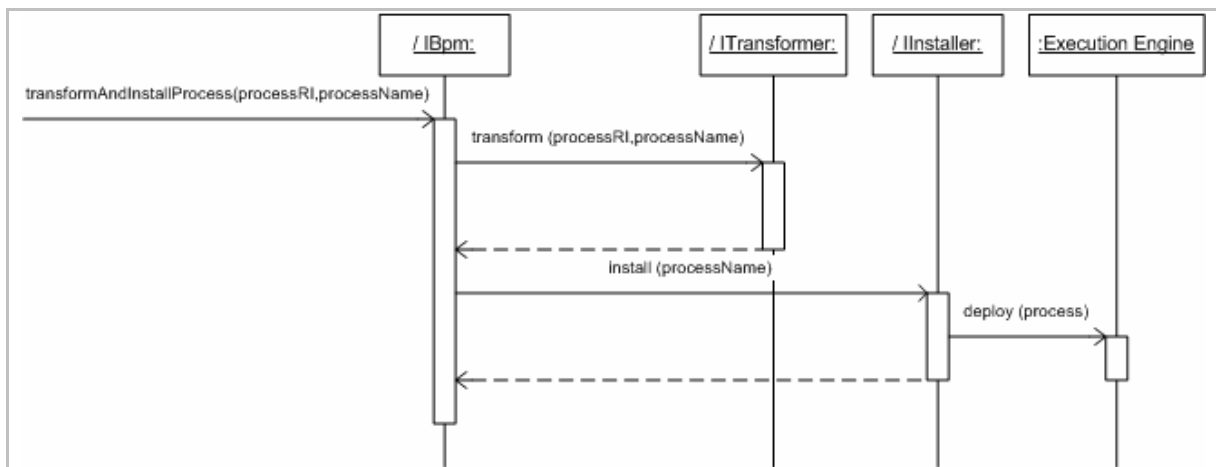 / IBpm:
/ ITransformer:
/ IInstaller:
:Execution Engine
transformAndInstallProcess(processRI,processName)
transform (processRI,processName)
install (processName)
deploy (process)